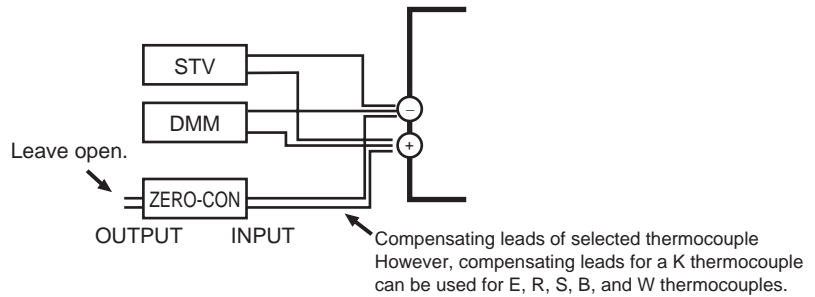 STV
−
DMM
+
Leave open.
ZERO-CON
OUTPUT INPUT
Compensating leads of selected thermocouple
However, compensating leads for a K thermocouple
can be used for E, R, S, B, and W thermocouples.